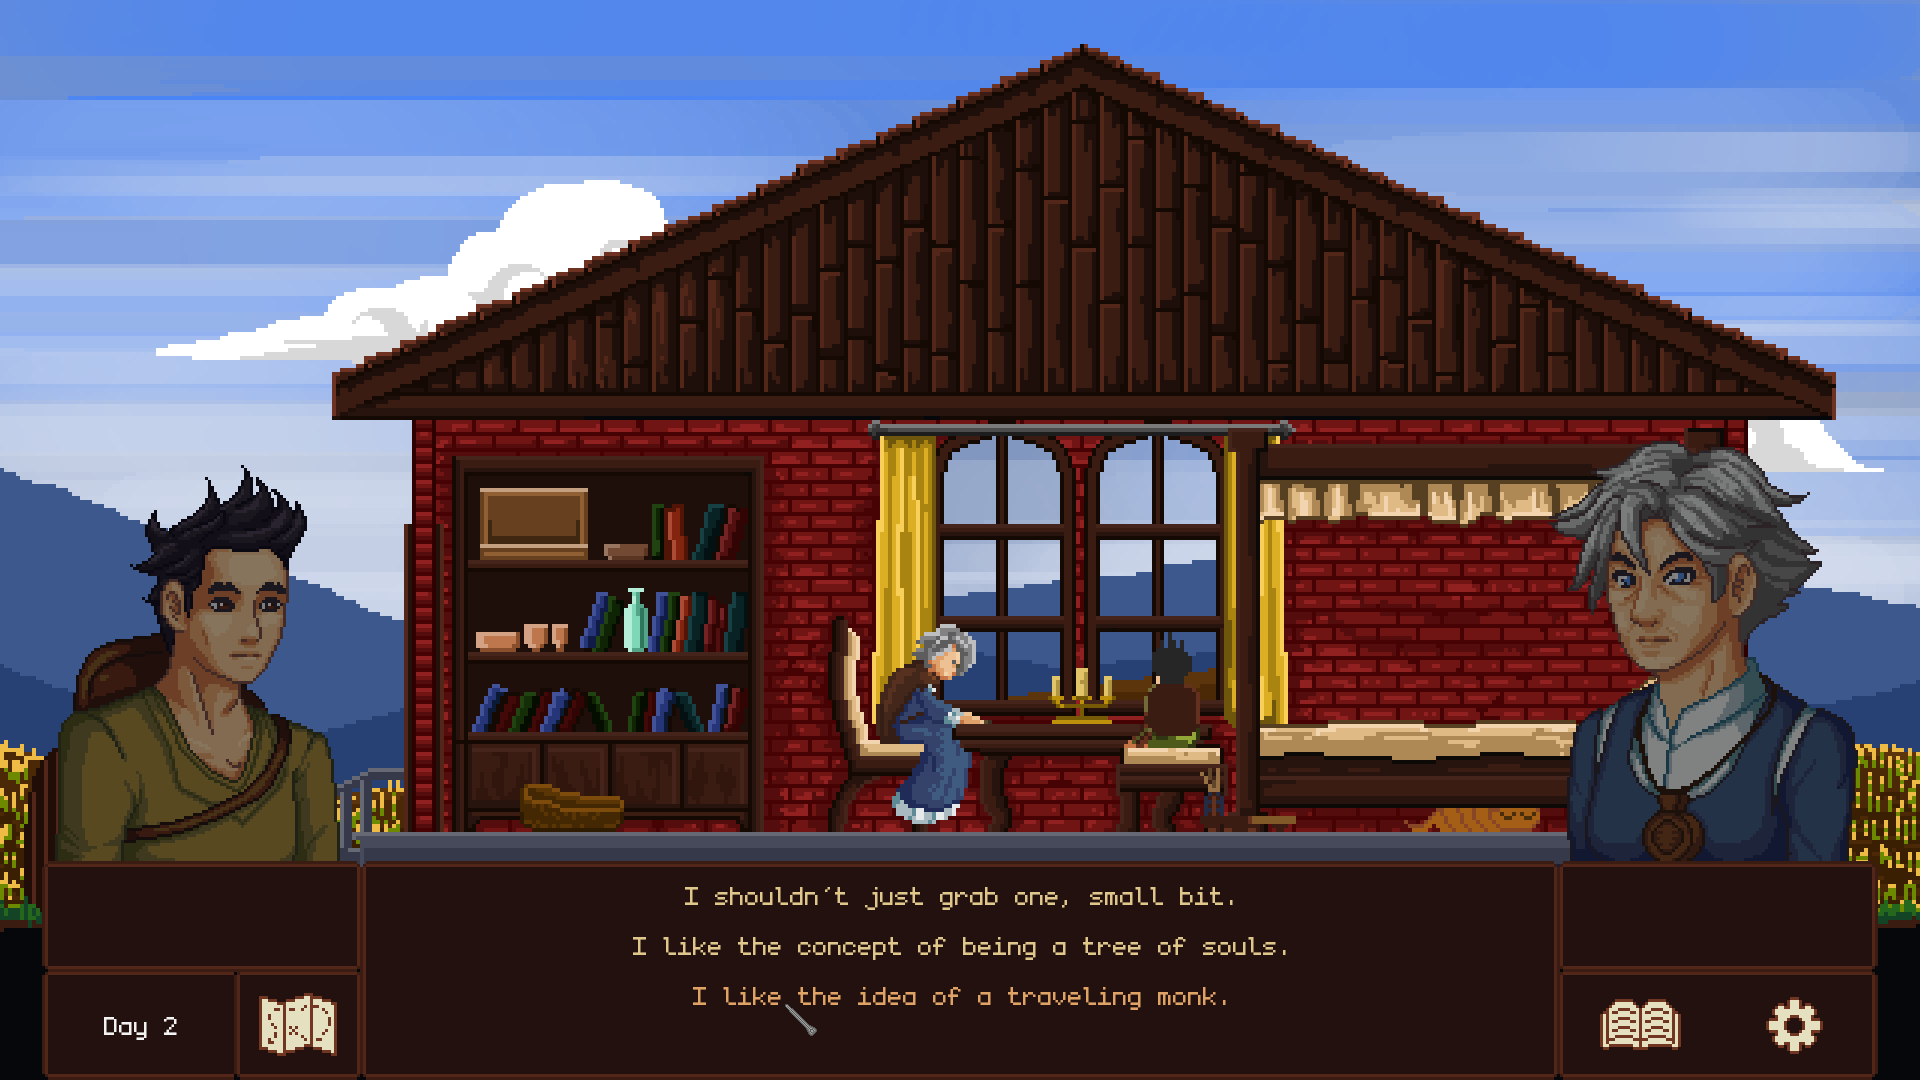 I shouldn't just grab one, small bit.
I like the concept of being a tree of souls.
I like the idea of a traveling monk.
Day 2